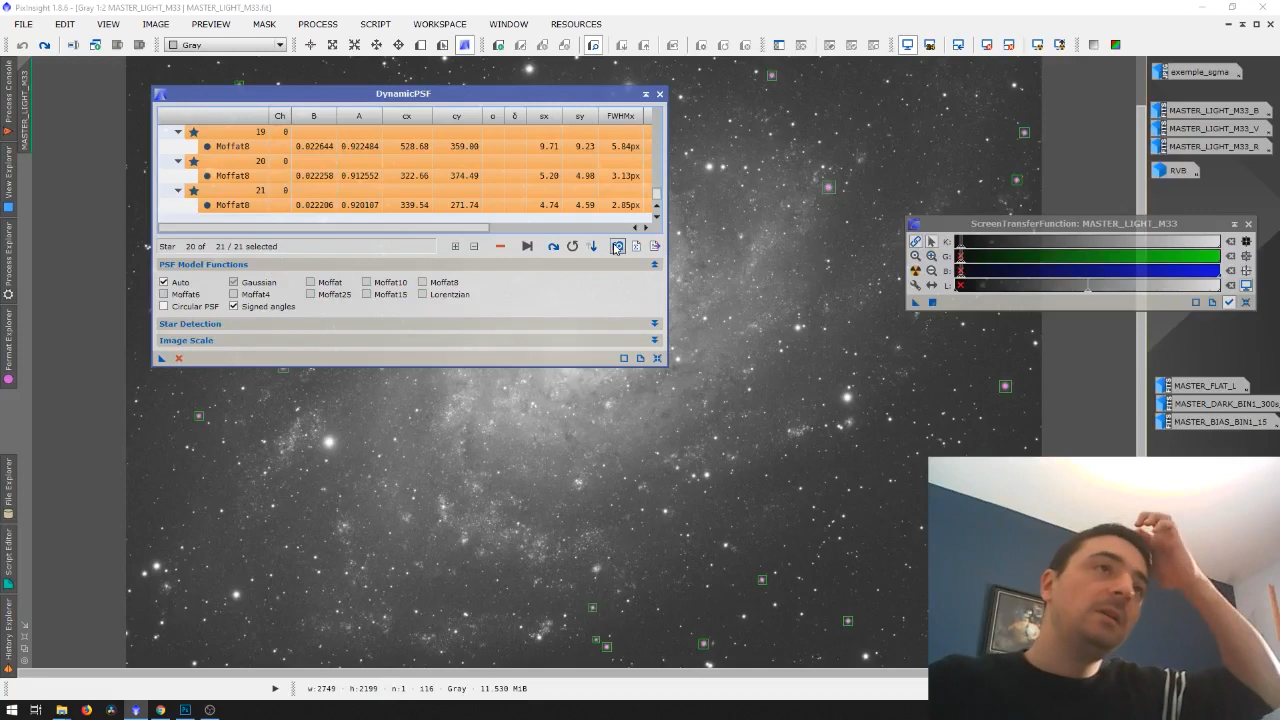 PixInsight 1.8.6 - [Gray 1:2 MASTER_LIGHT_M33 | MASTER_LIGHT_M33.fit]
FILE EDIT VIEW IMAGE PREVIEW MASK PROCESS SCRIPT WORKSPACE WINDOW RESOURCES
Gray
Process Console
View Explorer
Format Explorer
File Explorer
Script Editor
History Explorer
MASTER_LIGHT_M33
DynamicPSF
Ch B A cx cy α δ sx sy FWHMx
19 0
Moffat8 0.022644 0.922484 528.68 359.00 9.71 9.23 5.84px
20 0
Moffat8 0.022258 0.912552 322.66 374.49 5.20 4.98 3.13px
21 0
Moffat8 0.022206 0.920107 339.54 271.74 4.74 4.59 2.85px
Star 20 of 21 / 21 selected
PSF Model Functions
Auto Gaussian Moffat Moffat10 Moffat8
Moffat6 Moffat4 Moffat25 Moffat15 Lorentzian
Circular PSF Signed angles
Star Detection
Image Scale
ScreenTransferFunction: MASTER_LIGHT_M33
K:
G:
B:
L:
exemple_sgma
MASTER_LIGHT_M33_B
MASTER_LIGHT_M33_V
MASTER_LIGHT_M33_R
RVB
MASTER_FLAT_L
MASTER_DARK_BIN1_300s
MASTER_BIAS_BIN1_15
w:2749 · h:2199 · n:1 · i16 · Gray · 11.530 MiB